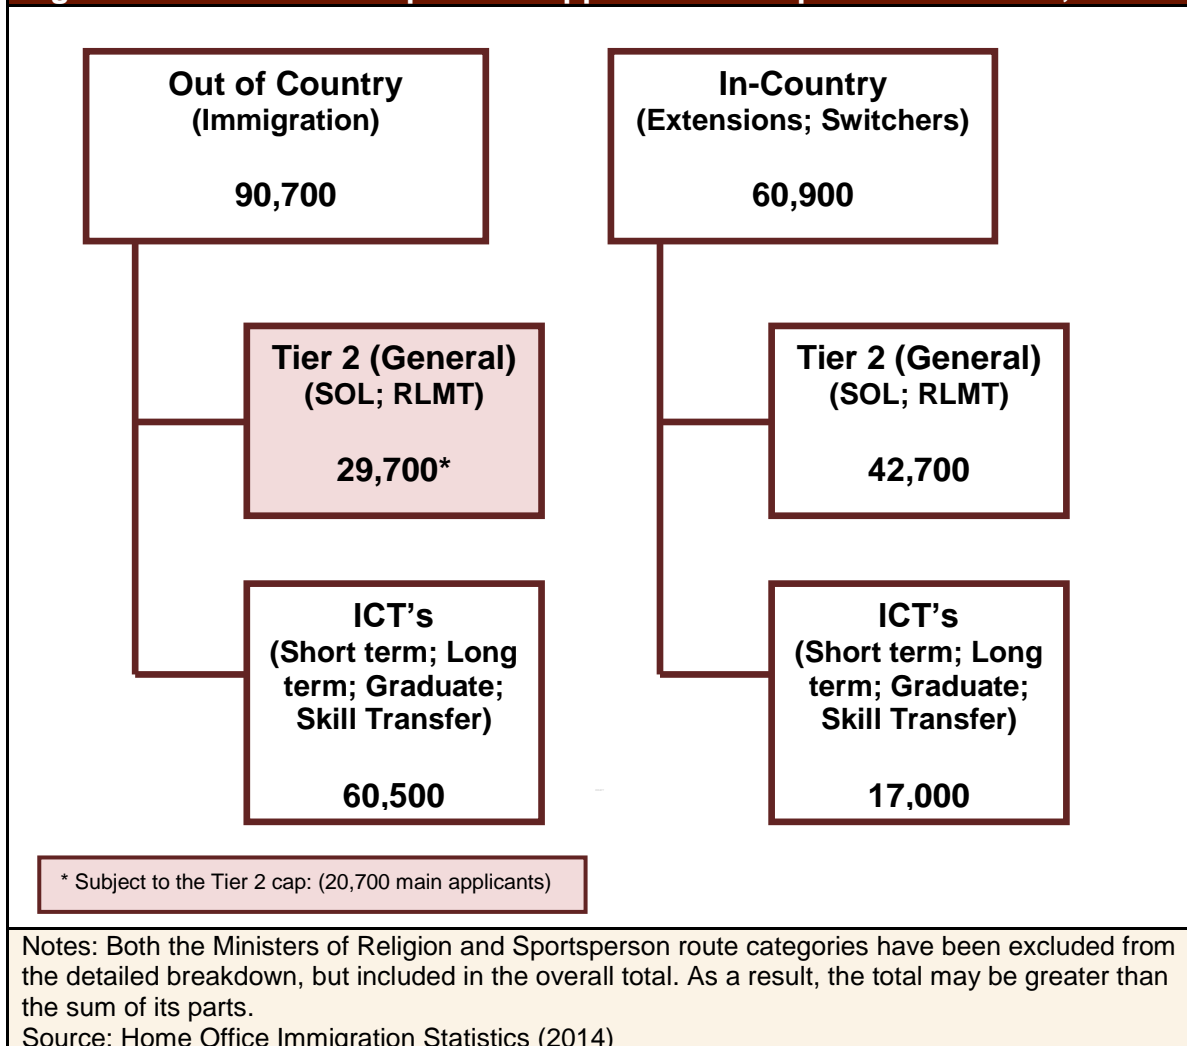 Out of Country
(Immigration)
90,700
In-Country
(Extensions; Switchers)
60,900
Tier 2 (General)
(SOL; RLMT)
29,700*
Tier 2 (General)
(SOL; RLMT)
42,700
ICT’s
(Short term; Long
term; Graduate;
Skill Transfer)
60,500
ICT’s
(Short term; Long
term; Graduate;
Skill Transfer)
17,000
* Subject to the Tier 2 cap: (20,700 main applicants)
Notes: Both the Ministers of Religion and Sportsperson route categories have been excluded from
the detailed breakdown, but included in the overall total. As a result, the total may be greater than
the sum of its parts.
Source: Home Office Immigration Statistics (2014)